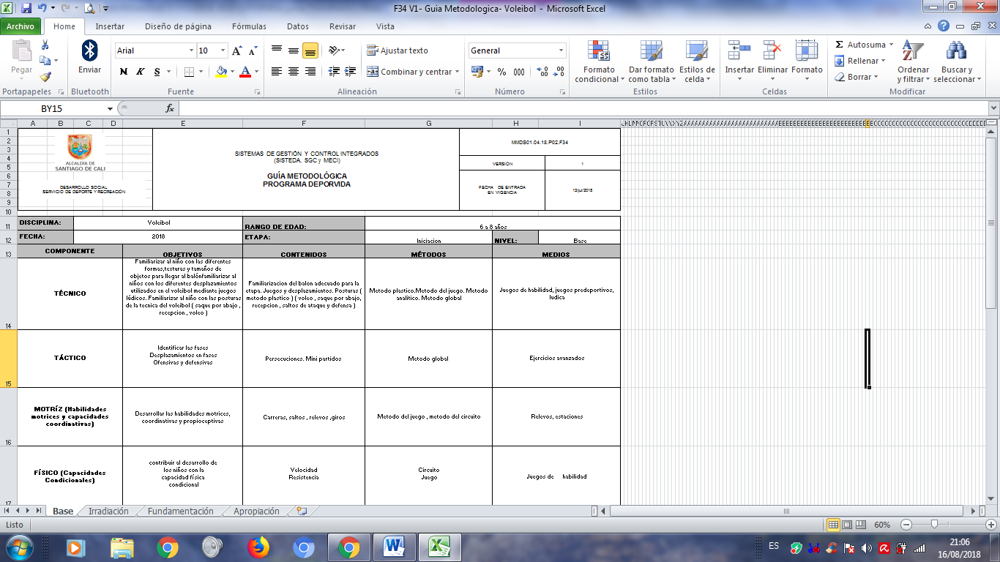 F34 V1- Guia Metodologica- Voleibol - Microsoft Excel
Archivo Home Insertar Diseño de página Fórmulas Datos Revisar Vista
Pegar
Portapapeles
Enviar
Bluetooth
Arial 10
N K S
Fuente
Ajustar texto
Combinar y centrar
Alineación
General
% 000
Número
Formato condicional
Dar formato como tabla
Estilos de celda
Estilos
Insertar Eliminar Formato
Celdas
Autosuma
Rellenar
Borrar
Ordenar y filtrar
Buscar y seleccionar
Modificar
BY15
fx
A B C D E F G H I
1
2
3
4
5
6
7
8
9
10
11
12
13
14
15
16
17
ALCALDÍA DE
SANTIAGO DE CALI
DESARROLLO SOCIAL
SERVICIO DE DEPORTE Y RECREACIÓN
SISTEMAS DE GESTIÓN Y CONTROL INTEGRADOS
(SISTEDA, SGC y MECI)
GUÍA METODOLÓGICA
PROGRAMA DEPORVIDA
MMDS01.04.18.P02.F34
VERSIÓN 1
FECHA DE ENTRADA
EN VIGENCIA
13/jul/2018
DISCIPLINA: Voleibol RANGO DE EDAD: 6 a 8 años
FECHA: 2018 ETAPA: Iniciacion NIVEL: Base
COMPONENTE OBJETIVOS CONTENIDOS MÉTODOS MEDIOS
TÉCNICO
Familiarizar al niño con las diferentes
formas,texturas y tamaños de
objetos para llegar al balónfamiliarizar al
niños con los diferentes desplazamientos
utilizados en el voleibol mediante juegos
lúdicos. Familiarizar al niño con las posturas
de la tecnica del voleibol ( saque por abajo ,
recepcion , voleo )
Familiarizacion del balon adecuado para la
etapa. Juegos y desplazamientos. Posturas (
metodo plastico ) ( voleo , saque por abajo,
recepcion , saltos de ataque y defensa )
Metodo plastico.Metodo del juego. Metodo
analitico. Metodo global
Juegos de habilidad, juegos predeportivos,
ludica
TÁCTICO
Identificar las fases
Desplazamientos en fases
Ofensivas y defensivas
Persecuciones. Mini partidos
Metodo global
Ejercicios avanzados
MOTRÍZ (Habilidades
motrices y capacidades
coordinativas)
Desarrollar las habilidades motrices,
coordinativas y propioceptivas
Carreras, saltos , relevos ,giros
Metodo del juego , metodo del circuito
Relevos, estaciones
FÍSICO (Capacidades
Condicionales)
contribuir al desarrollo de
los niños con la
capacidad física
condicional
Velocidad
Resistencia
Circuito
Juego
Juegos de habilidad
Base Irradiación Fundamentación Apropiación
Listo
60%
ES
21:06
16/08/2018